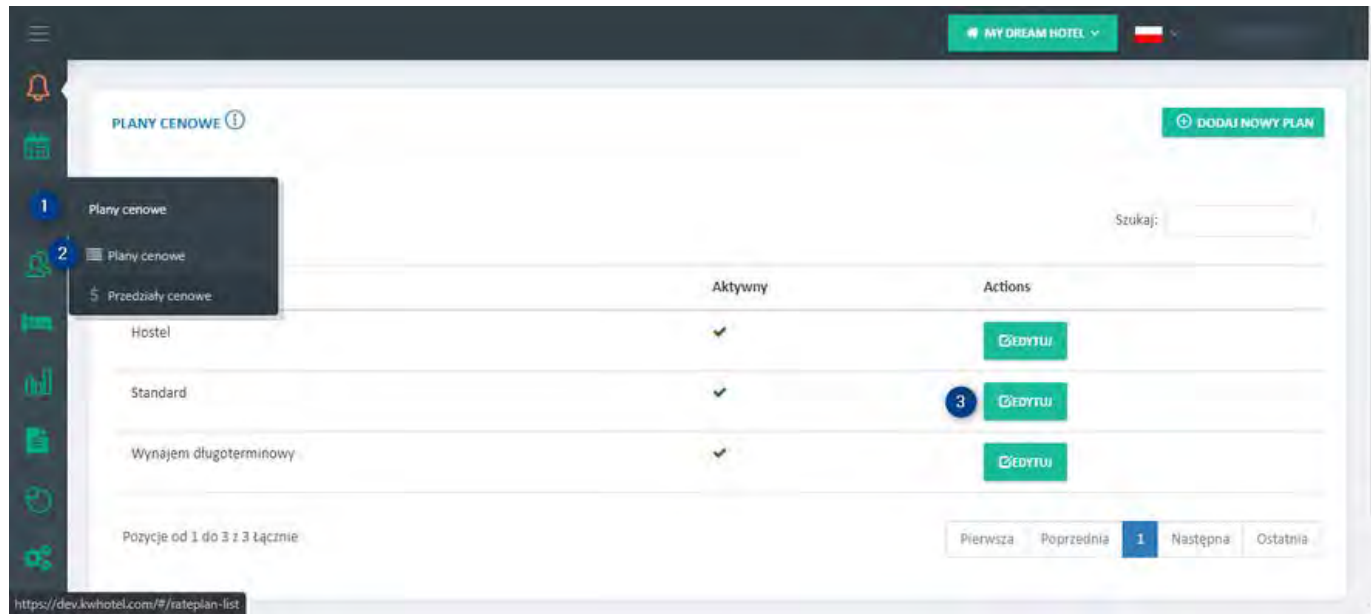 MY DREAM HOTEL
PLANY CENOWE
DODAJ NOWY PLAN
1 Plany cenowe
Szukaj:
2 Plany cenowe
$ Przedziały cenowe
Aktywny Actions
Hostel EDYTUJ
Standard 3 EDYTUJ
Wynajem długoterminowy EDYTUJ
Pozycje od 1 do 3 z 3 Łącznie
Pierwsza Poprzednia 1 Następna Ostatnia
https://dev.kwhotel.com/#/rateplan-list